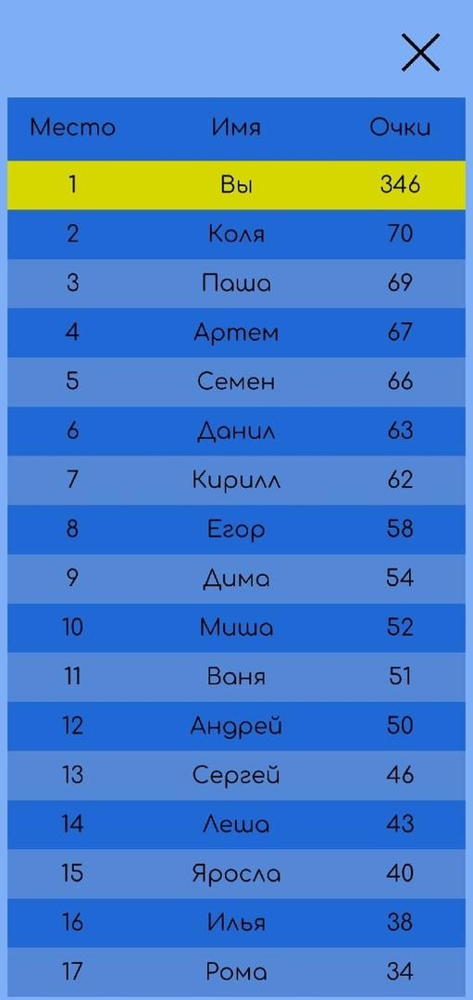 Место Имя Очки
1 Вы 346
2 Коля 70
3 Паша 69
4 Артем 67
5 Семен 66
6 Данил 63
7 Кирилл 62
8 Егор 58
9 Дима 54
10 Миша 52
11 Ваня 51
12 Андрей 50
13 Сергей 46
14 Леша 43
15 Яросла 40
16 Илья 38
17 Рома 34